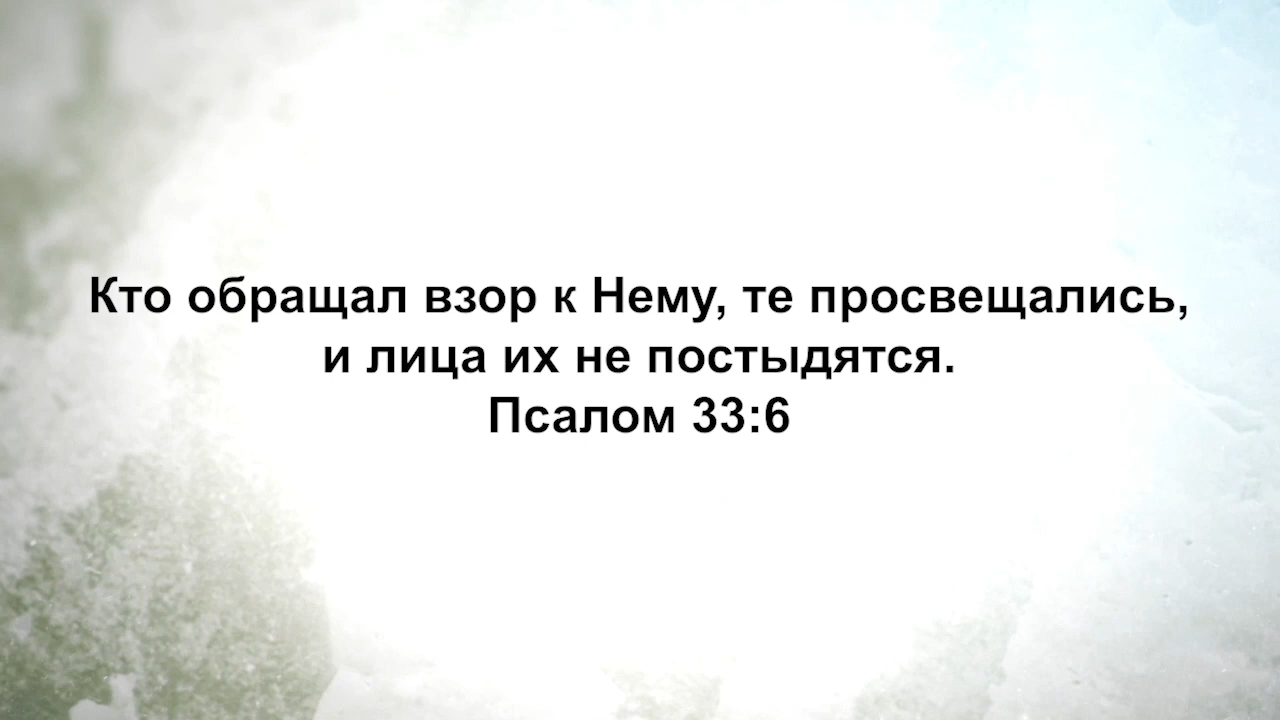 Кто обращал взор к Нему, те просвещались,
и лица их не постыдятся.
Псалом 33:6